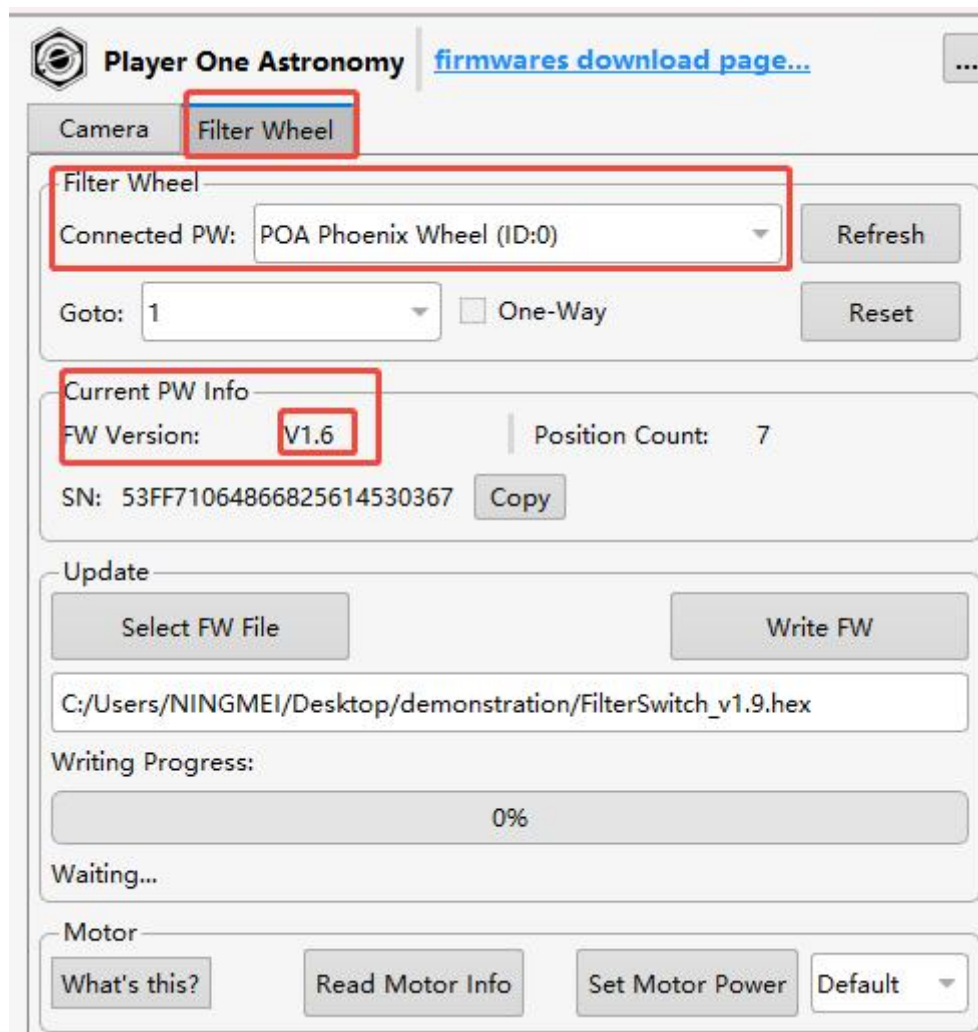 Player One Astronomy firmwares download page... ...
Camera Filter Wheel
Filter Wheel
Connected PW: POA Phoenix Wheel (ID:0) Refresh
Goto: 1 One-Way Reset
Current PW Info
FW Version: V1.6 Position Count: 7
SN: 53FF71064866825614530367 Copy
Update
Select FW File Write FW
C:/Users/NINGMEI/Desktop/demonstration/FilterSwitch_v1.9.hex
Writing Progress:
0%
Waiting...
Motor
What's this? Read Motor Info Set Motor Power Default